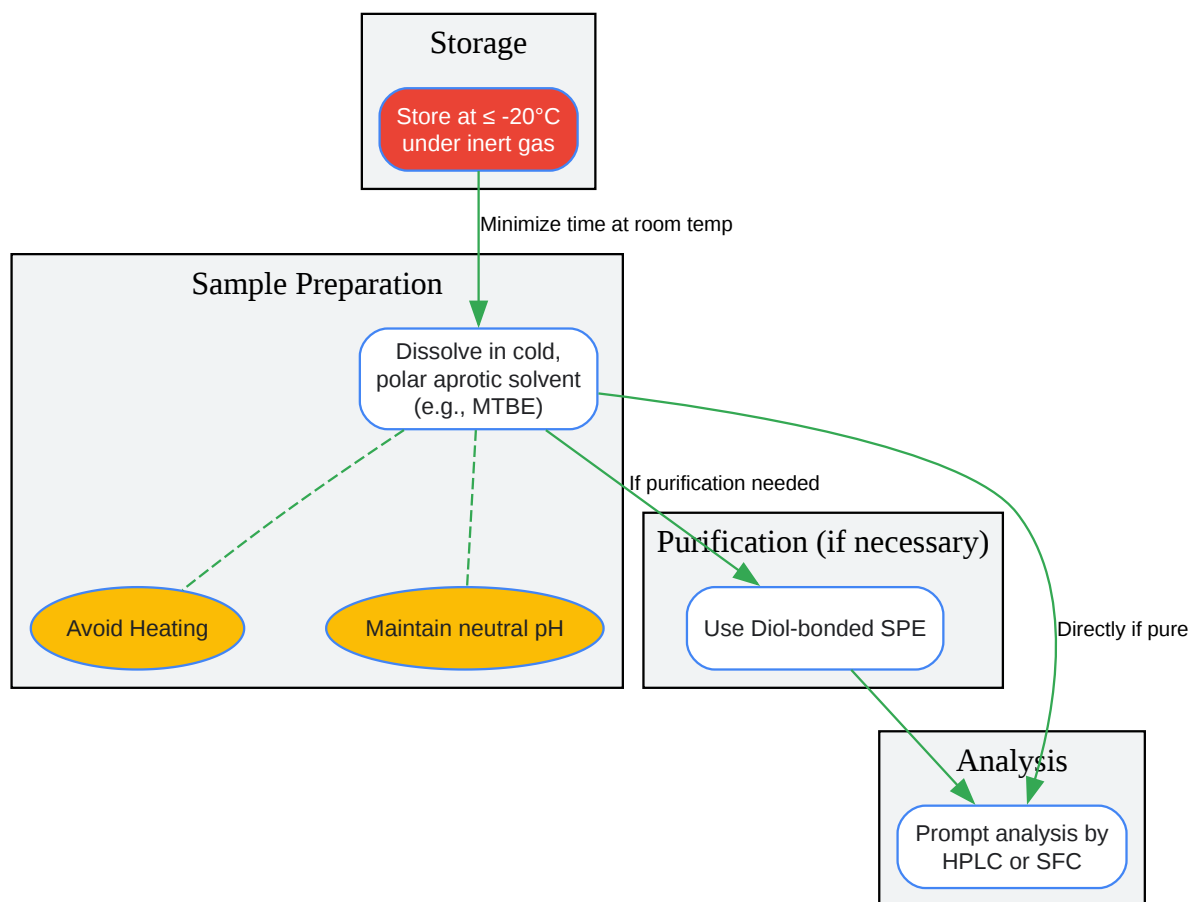 Storage
Store at ≤ -20°C
under inert gas
Minimize time at room temp
Sample Preparation
Dissolve in cold,
polar aprotic solvent
(e.g., MTBE)
If purification needed
Purification (if necessary)
Avoid Heating
Maintain neutral pH
Use Diol-bonded SPE
Directly if pure
Analysis
Prompt analysis by
HPLC or SFC